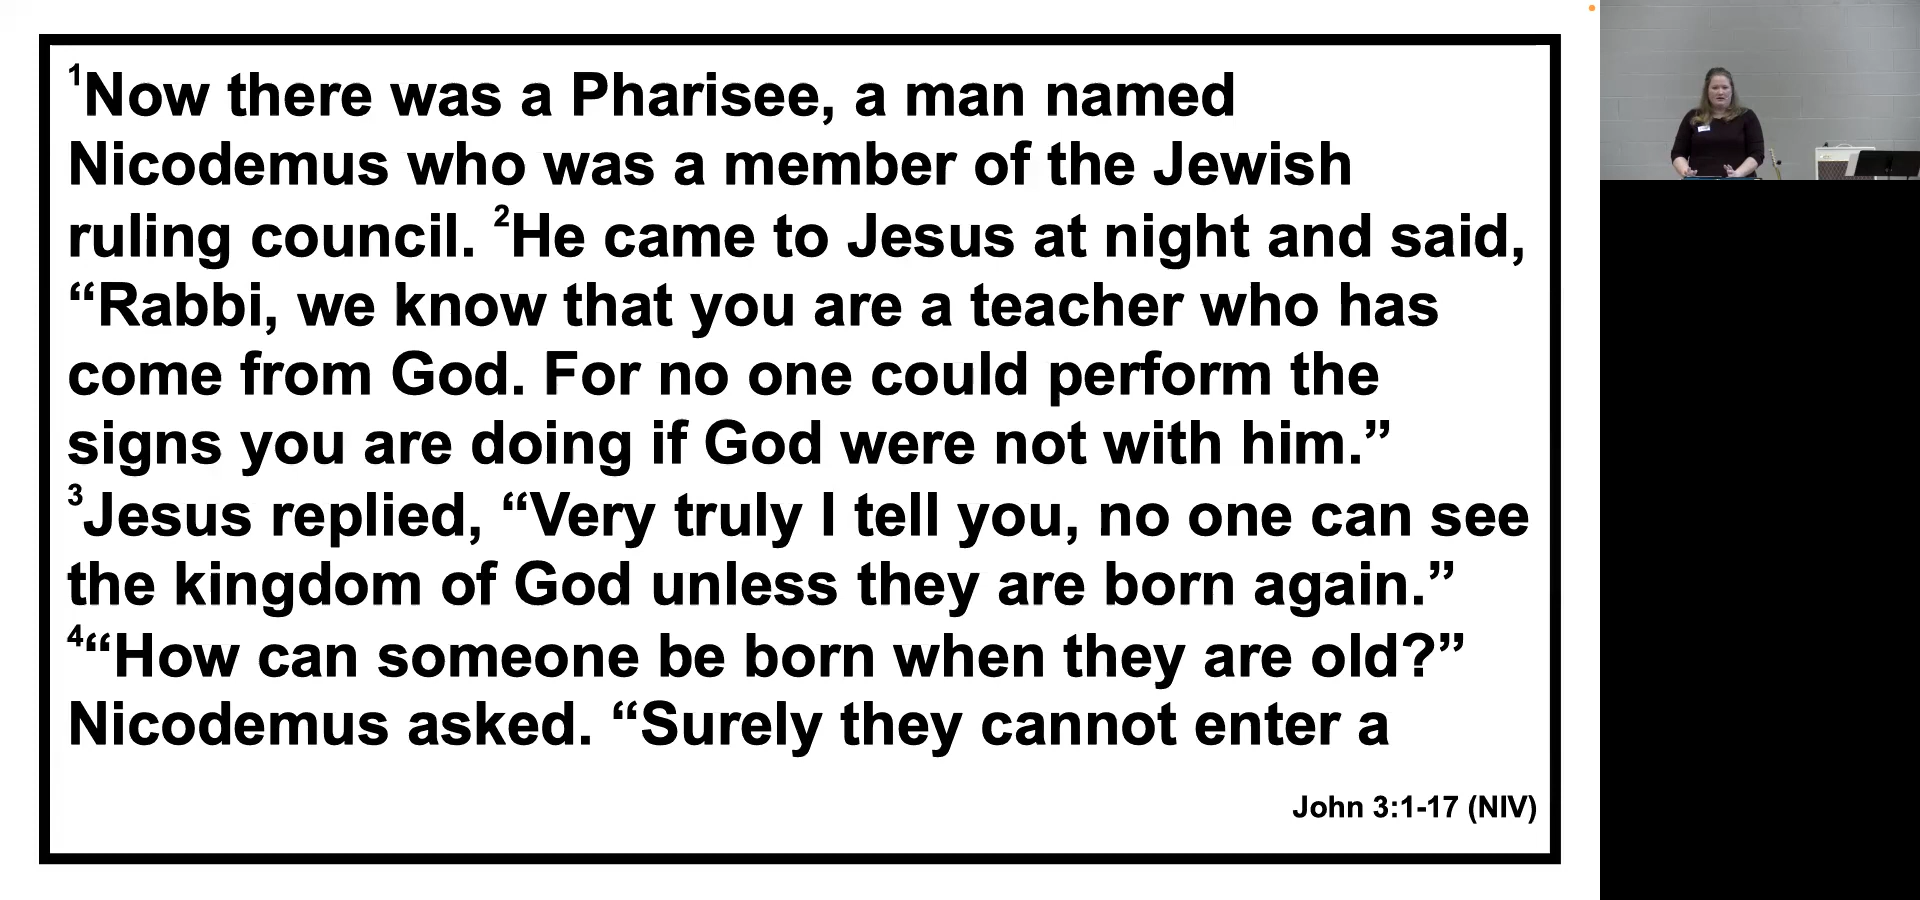 ¹Now there was a Pharisee, a man named
Nicodemus who was a member of the Jewish
ruling council. ²He came to Jesus at night and said,
“Rabbi, we know that you are a teacher who has
come from God. For no one could perform the
signs you are doing if God were not with him.”
³Jesus replied, “Very truly I tell you, no one can see
the kingdom of God unless they are born again.”
⁴“How can someone be born when they are old?”
Nicodemus asked. “Surely they cannot enter a
John 3:1-17 (NIV)